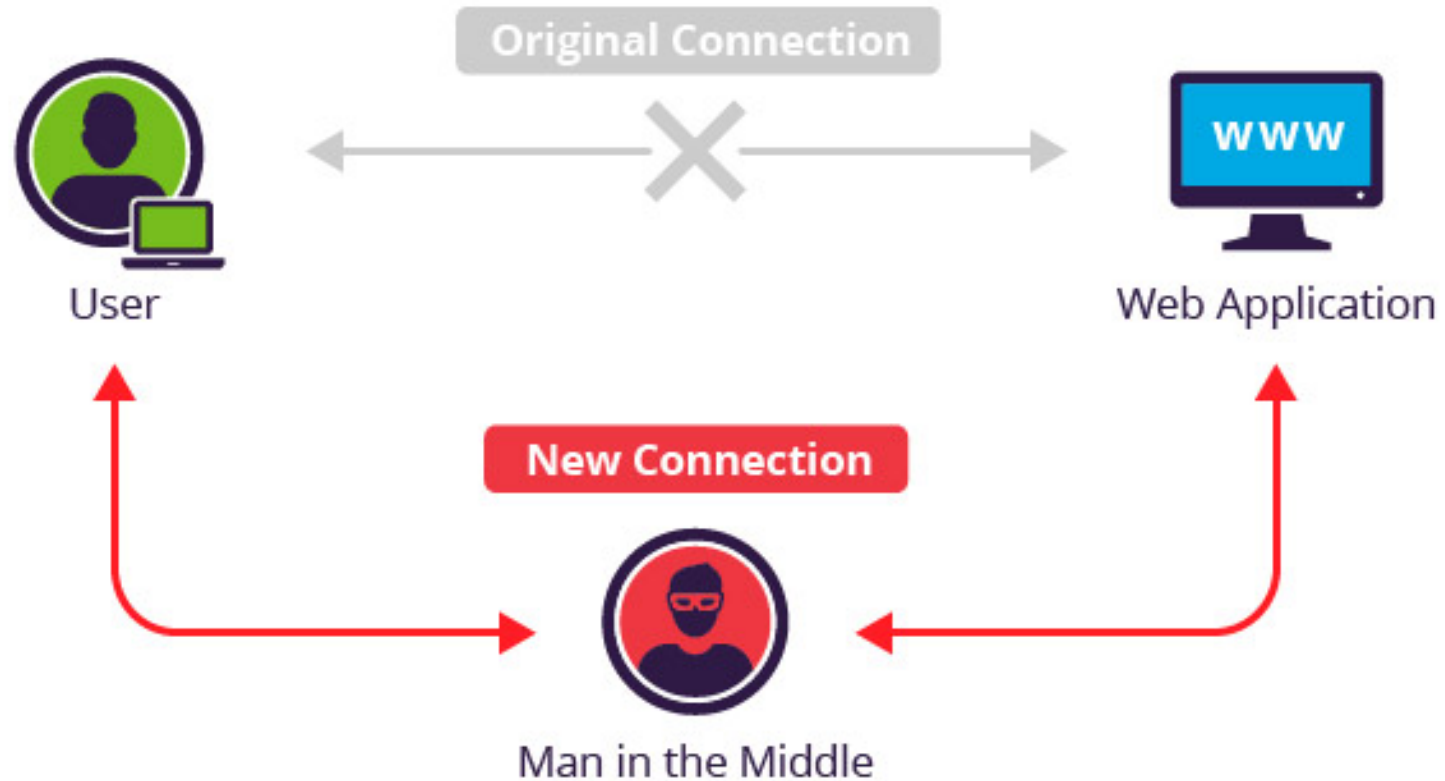 Original Connection
www
User
Web Application
New Connection
Man in the Middle